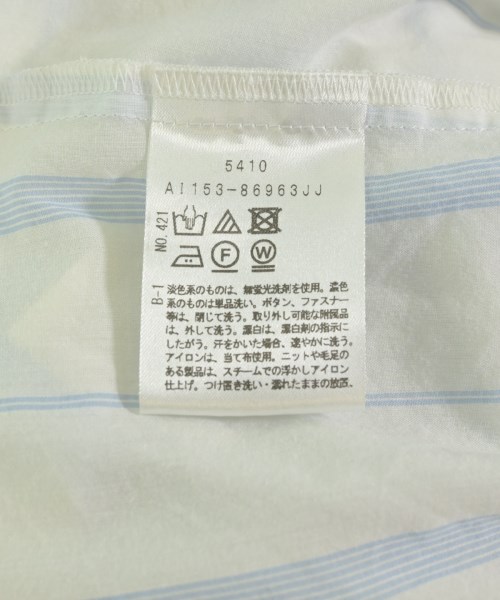 5410
AI153-86963JJ
NO.421
F
W
B-1
淡色系のものは、無蛍光洗剤を使用。濃色
系のものは単品洗い。ボタン、ファスナー
等は、閉じて洗う。取り外し可能な附属品
は、外して洗う。漂白は、漂白剤の指示に
したがう。汗をかいた場合、速やかに洗う。
アイロンは、当て布使用。ニットや毛足の
ある製品は、スチームでの浮かしアイロン
仕上げ。つけ置き洗い・濡れたままの放置、